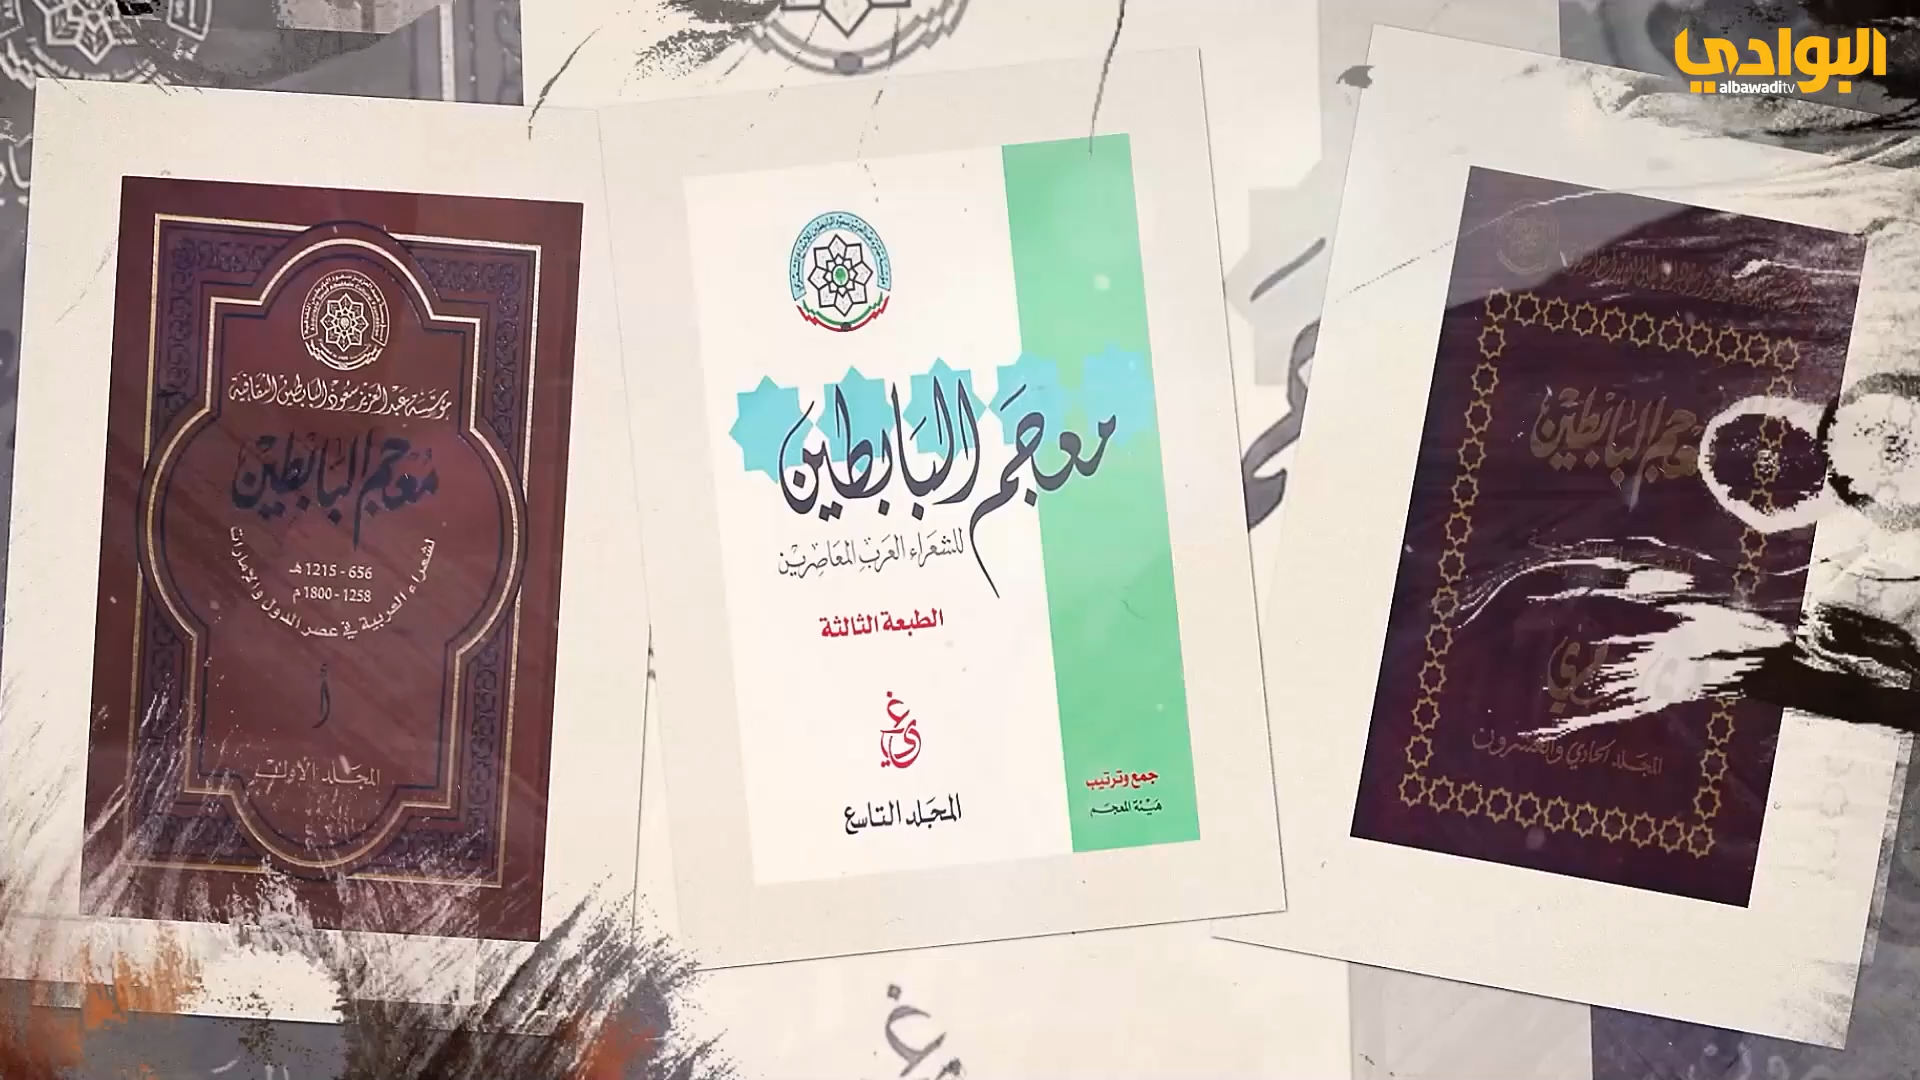 البوادي
albawaditv
مؤسسة عبد العزيز سعود البابطين الثقافية
معجم البابطين
لشعراء العربية في عصر الدول والإمارات
656 - 1215 هـ
1258 - 1800 م
أ
المجلد الأول
معجم البابطين
للشعراء العرب المعاصرين
الطبعة الثالثة
غ ي
المجلد التاسع
جمع وترتيب
هيئة المعجم
معجم البابطين
المجلد الحادي والعشرون